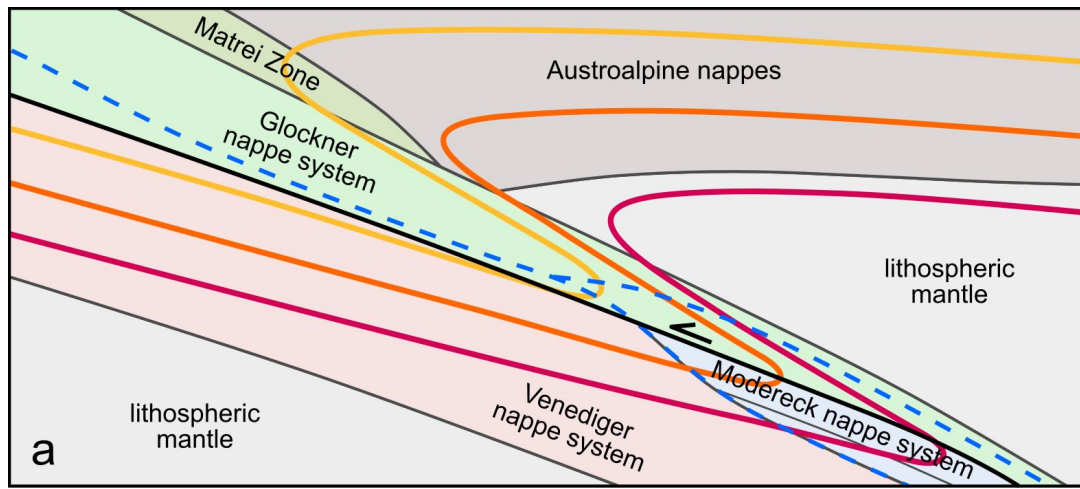 Matrei Zone
Austroalpine nappes
Glockner
nappe system
lithospheric
mantle
Modereck nappe system
Venediger
nappe system
lithospheric
mantle
a